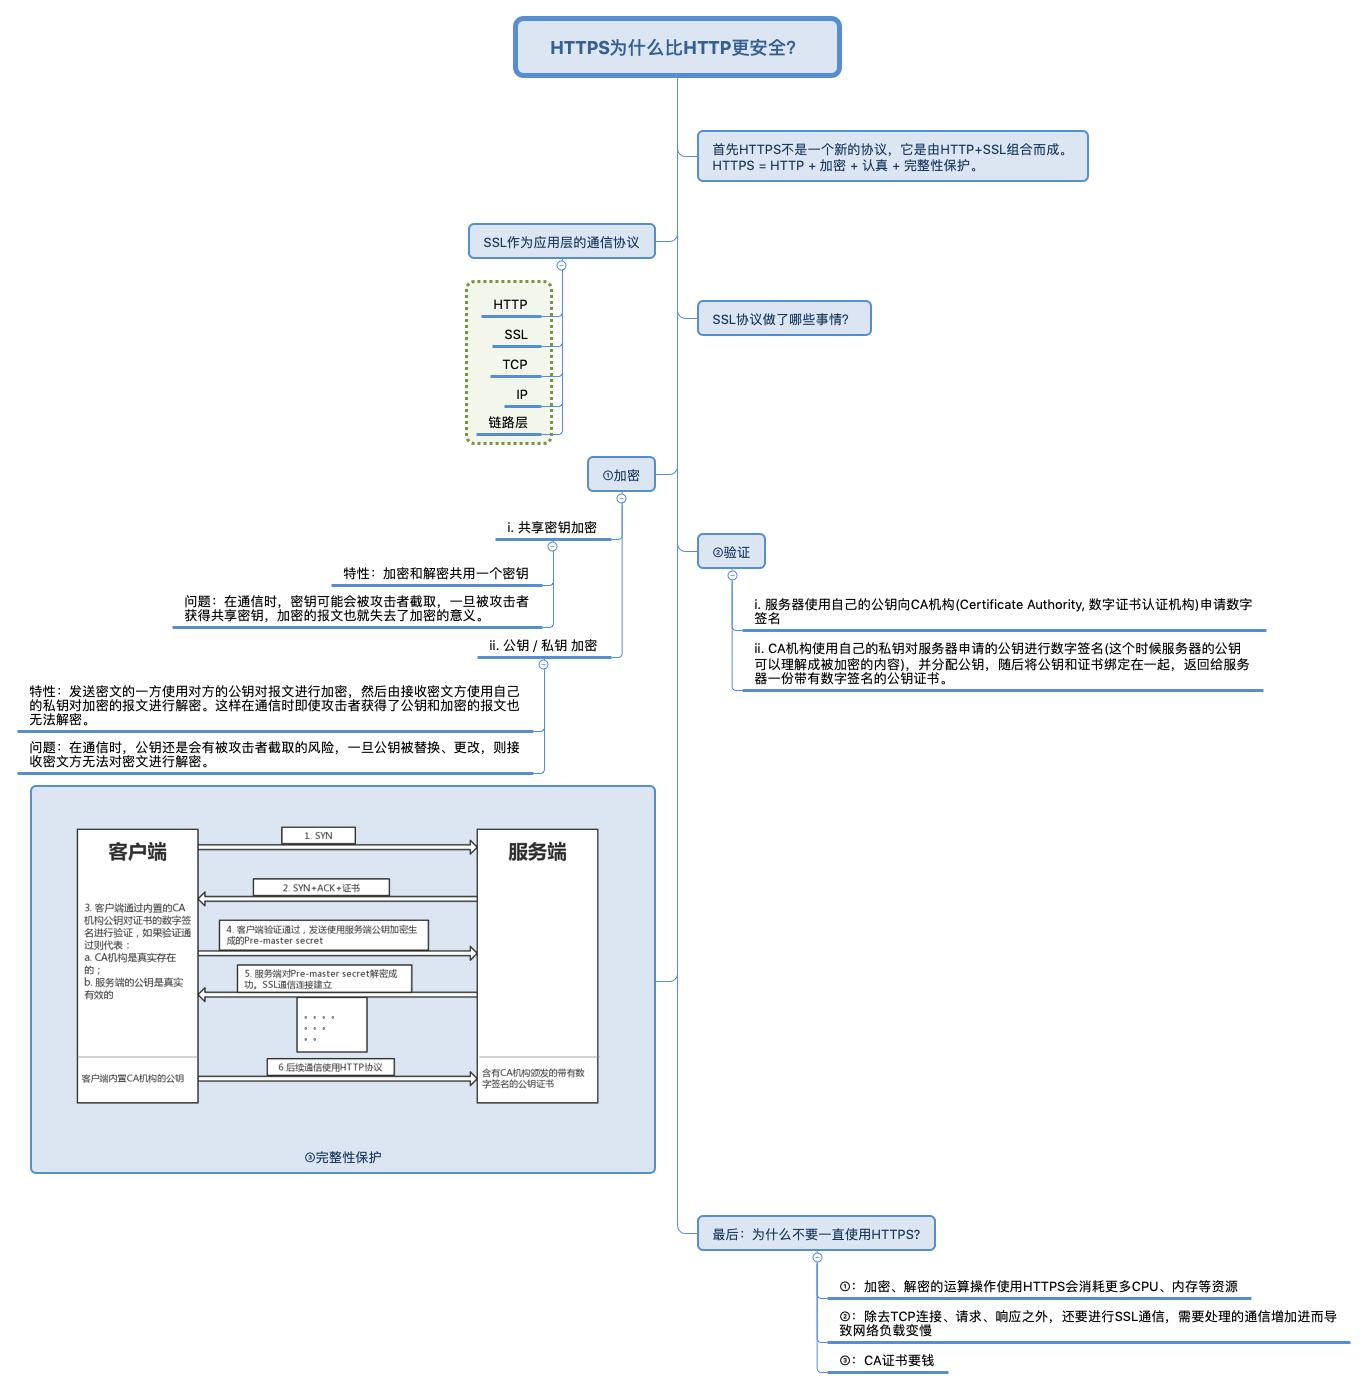 HTTPS为什么比HTTP更安全?
首先HTTPS不是一个新的协议，它是由HTTP+SSL组合而成。
HTTPS = HTTP + 加密 + 认真 + 完整性保护。
SSL作为应用层的通信协议
HTTP
SSL
TCP
IP
链路层
SSL协议做了哪些事情?
①加密
i. 共享密钥加密
特性：加密和解密共用一个密钥
问题：在通信时，密钥可能会被攻击者截取，一旦被攻击者
获得共享密钥，加密的报文也就失去了加密的意义。
ii. 公钥 / 私钥 加密
特性：发送密文的一方使用对方的公钥对报文进行加密，然后由接收密文方使用自己
的私钥对加密的报文进行解密。这样在通信时即使攻击者获得了公钥和加密的报文也
无法解密。
问题：在通信时，公钥还是会有被攻击者截取的风险，一旦公钥被替换、更改，则接
收密文方无法对密文进行解密。
②验证
i. 服务器使用自己的公钥向CA机构(Certificate Authority, 数字证书认证机构)申请数字
签名
ii. CA机构使用自己的私钥对服务器申请的公钥进行数字签名(这个时候服务器的公钥
可以理解成被加密的内容)，并分配公钥，随后将公钥和证书绑定在一起，返回给服务
器一份带有数字签名的公钥证书。
客户端
服务端
1. SYN
2. SYN+ACK+证书
3. 客户端通过内置的CA
机构公钥对证书的数字签
名进行验证，如果验证通
过则代表：
a. CA机构是真实存在
的；
b. 服务端的公钥是真实
有效的
4. 客户端验证通过，发送使用服务端公钥加密生
成的Pre-master secret
5. 服务端对Pre-master secret解密成
功。SSL通信连接建立
。。。。
。。。
。。
6.后续通信使用HTTP协议
客户端内置CA机构的公钥
含有CA机构颁发的带有数
字签名的公钥证书
③完整性保护
最后：为什么不要一直使用HTTPS?
①：加密、解密的运算操作使用HTTPS会消耗更多CPU、内存等资源
②：除去TCP连接、请求、响应之外，还要进行SSL通信，需要处理的通信增加进而导
致网络负载变慢
③：CA证书要钱